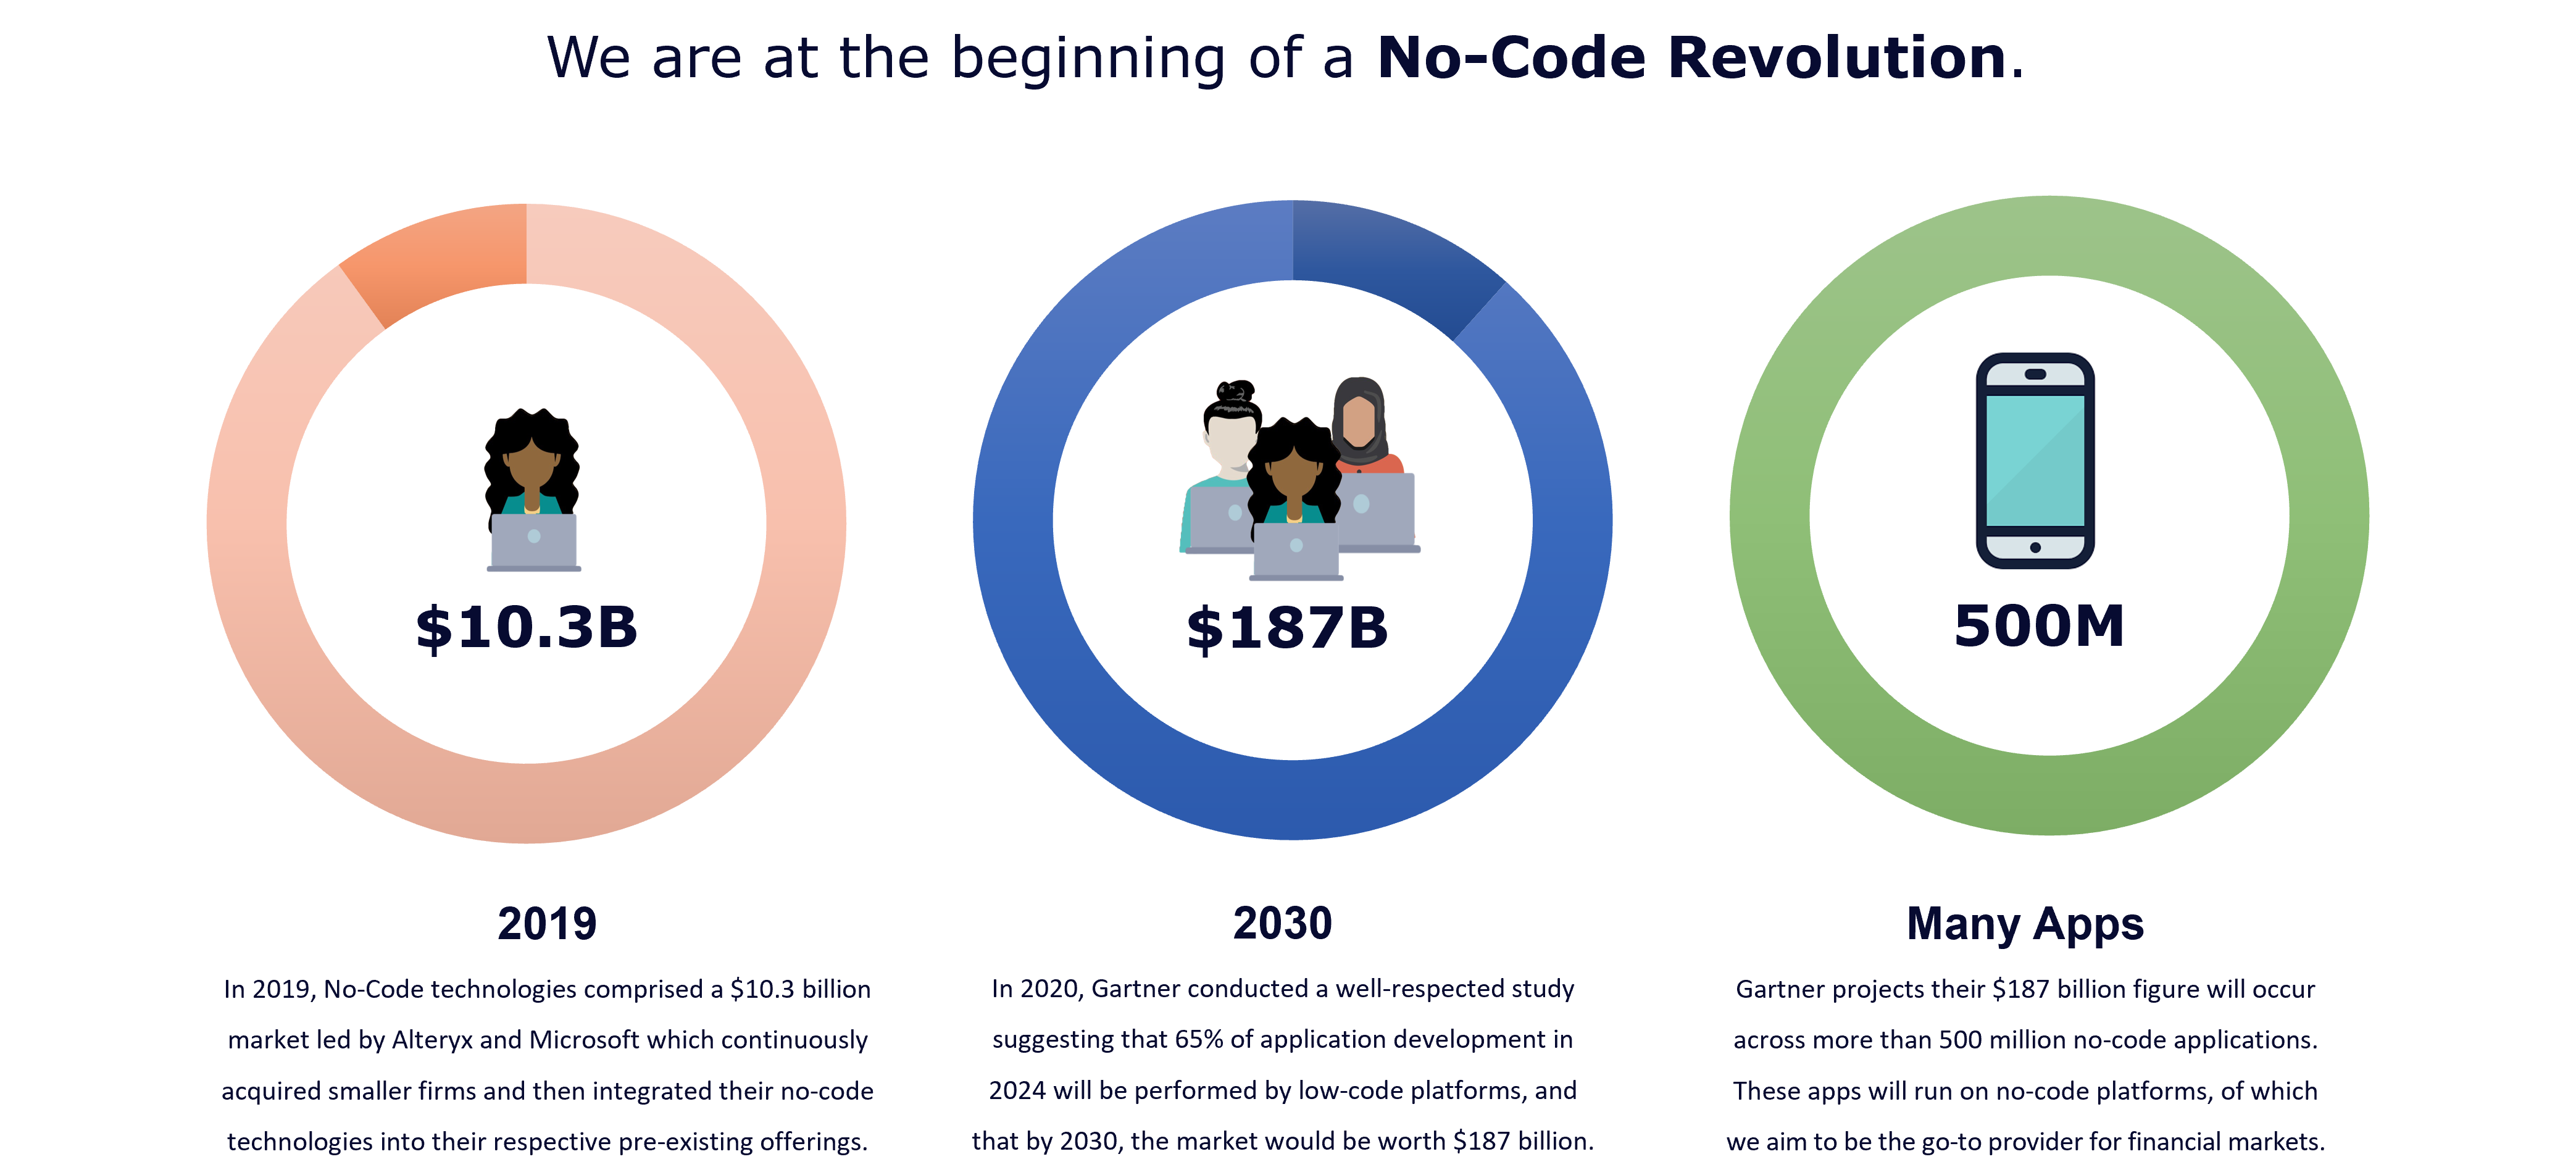 We are at the beginning of a No-Code Revolution.
$10.3B
$187B
500M
2019
In 2019, No-Code technologies comprised a $10.3 billion
market led by Alteryx and Microsoft which continuously
acquired smaller firms and then integrated their no-code
technologies into their respective pre-existing offerings.
2030
In 2020, Gartner conducted a well-respected study
suggesting that 65% of application development in
2024 will be performed by low-code platforms, and
that by 2030, the market would be worth $187 billion.
Many Apps
Gartner projects their $187 billion figure will occur
across more than 500 million no-code applications.
These apps will run on no-code platforms, of which
we aim to be the go-to provider for financial markets.